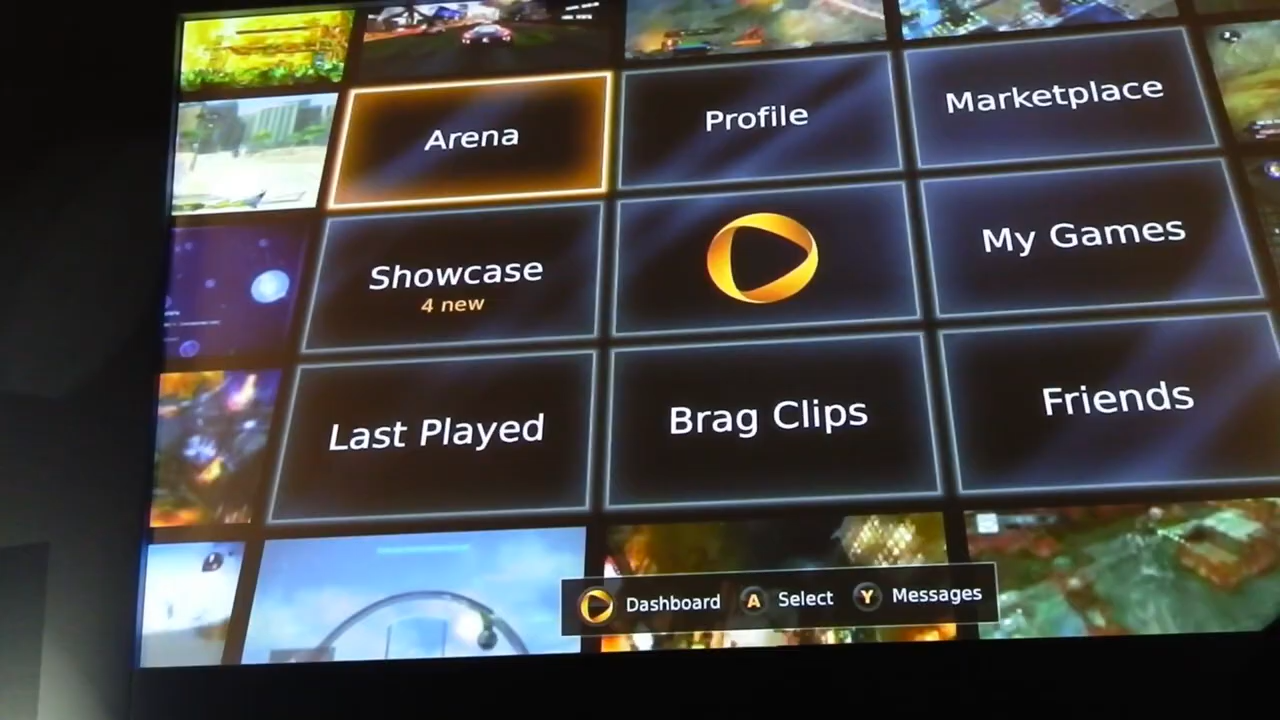 Arena
Profile
Marketplace
Showcase
4 new
My Games
Last Played
Brag Clips
Friends
Dashboard
A Select
Y Messages